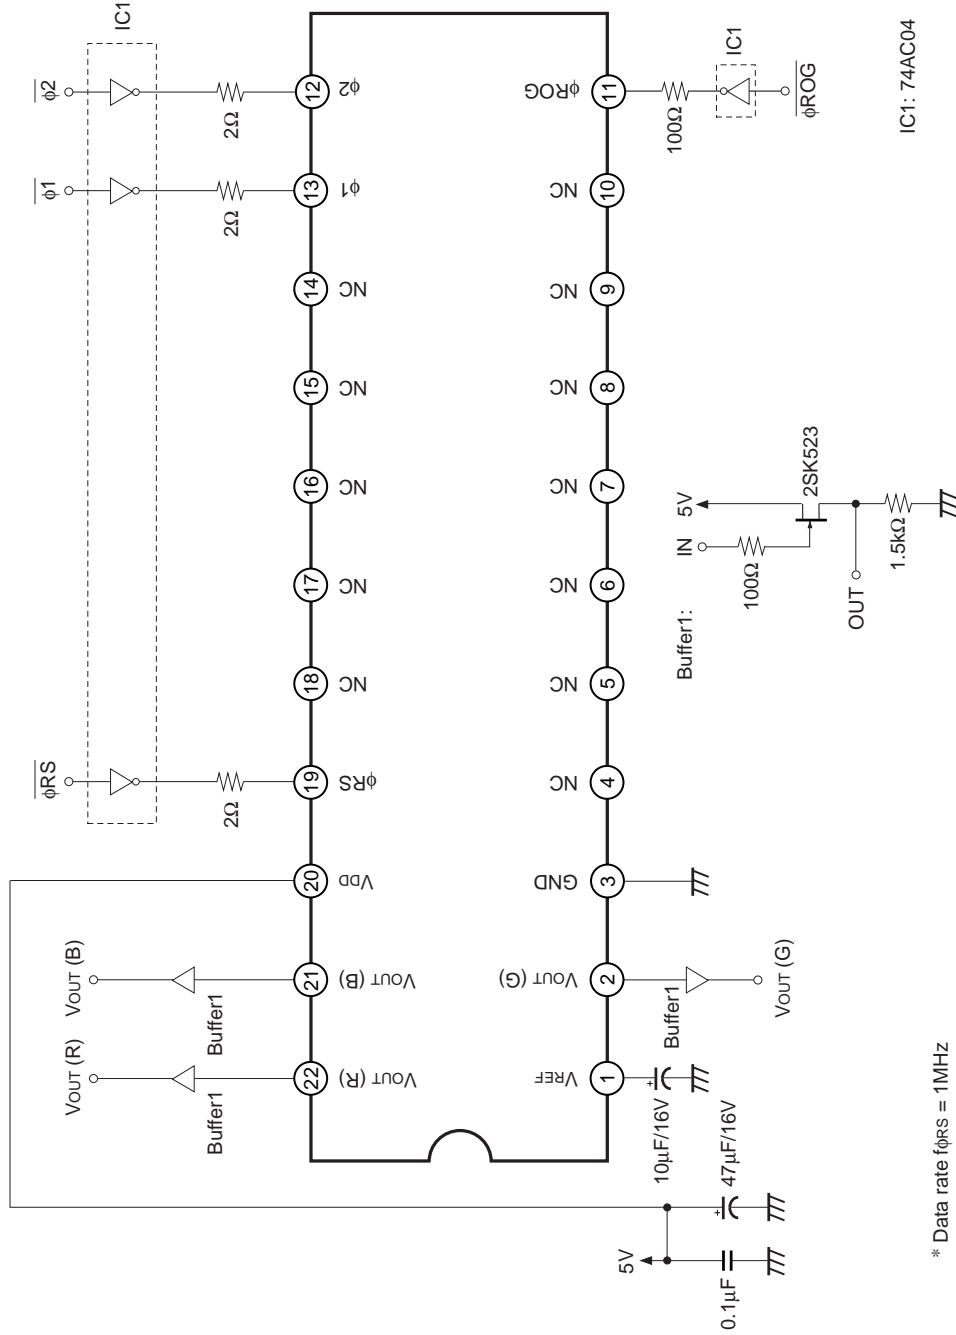 IC1
φ2
φ1
φRS
VOUT (B)
VOUT (R)
2Ω
2Ω
2Ω
Buffer1
Buffer1
12
13
14
15
16
17
18
19
20
21
22
φ2
φ1
NC
NC
NC
NC
NC
φRS
VDD
VOUT (B)
VOUT (R)
φROG
NC
NC
NC
NC
NC
NC
NC
GND
VOUT (G)
VREF
11
10
9
8
7
6
5
4
3
2
1
100Ω
IC1
φROG
Buffer1
VOUT (G)
10µF/16V
47µF/16V
5V
0.1µF
Buffer1:
IN
5V
100Ω
2SK523
OUT
1.5kΩ
IC1: 74AC04
* Data rate fφRS = 1MHz